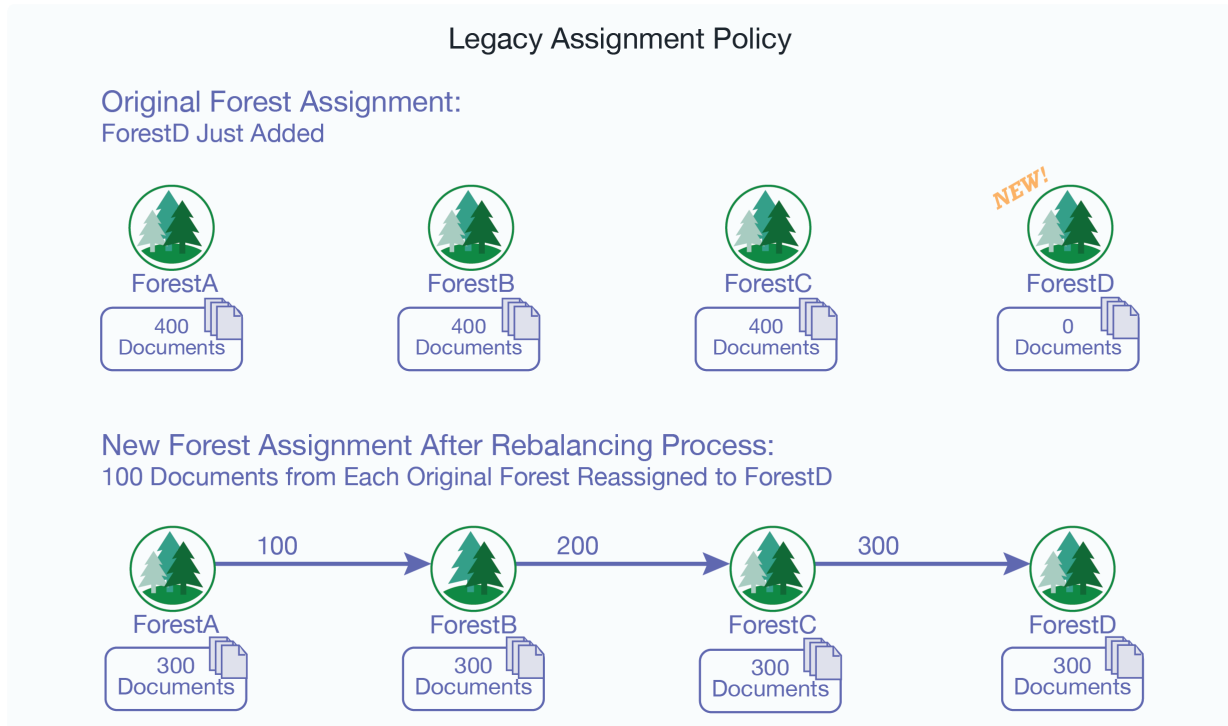 Legacy Assignment Policy
Original Forest Assignment:
ForestD Just Added
NEW!
ForestA
ForestB
ForestC
ForestD
400
Documents
400
Documents
400
Documents
0
Documents
New Forest Assignment After Rebalancing Process:
100 Documents from Each Original Forest Reassigned to ForestD
100
200
300
ForestA
ForestB
ForestC
ForestD
300
Documents
300
Documents
300
Documents
300
Documents